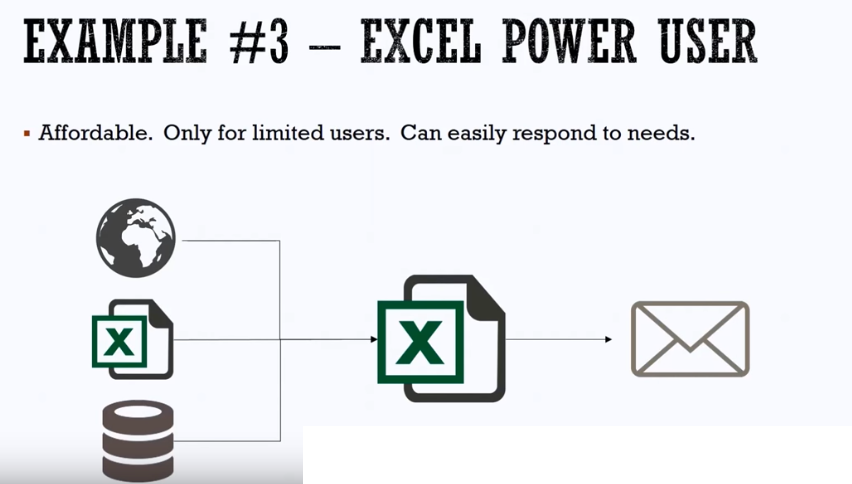 EXAMPLE #3 – EXCEL POWER USER
▪ Affordable. Only for limited users. Can easily respond to needs.
X
X